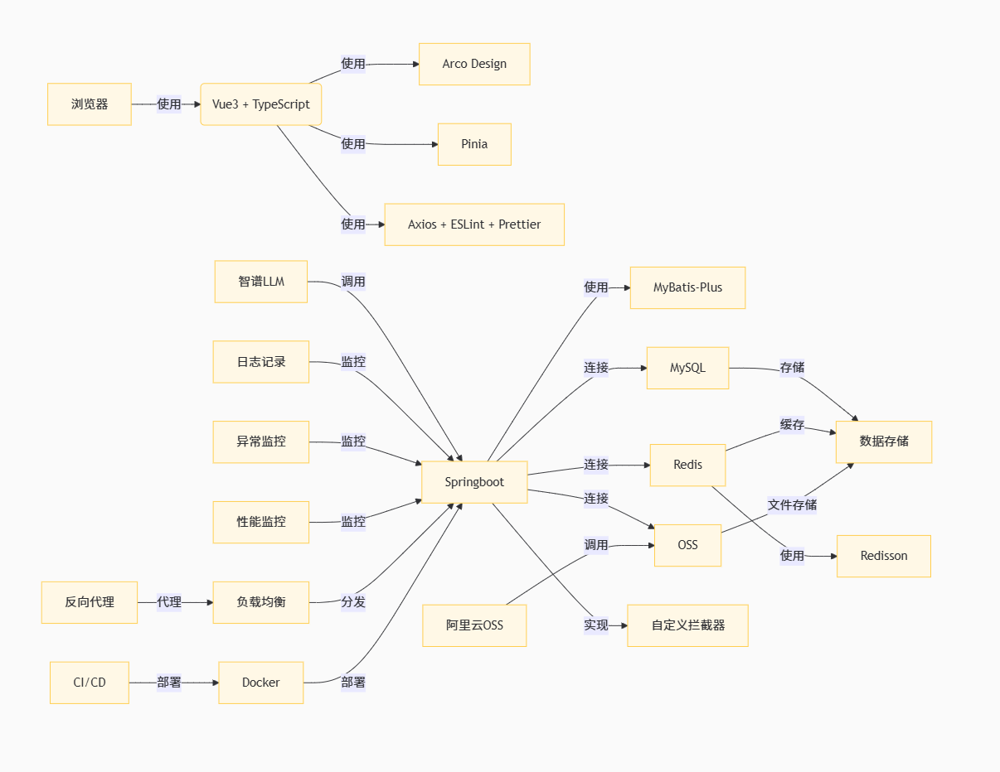 使用
Arco Design
浏览器
使用
Vue3 + TypeScript
使用
Pinia
使用
Axios + ESLint + Prettier
智谱LLM
调用
使用
MyBatis-Plus
日志记录
监控
连接
MySQL
存储
异常监控
监控
缓存
数据存储
连接
Redis
Springboot
连接
文件存储
性能监控
监控
调用
OSS
使用
Redisson
反向代理
代理
负载均衡
分发
阿里云OSS
实现
自定义拦截器
CI/CD
部署
Docker
部署